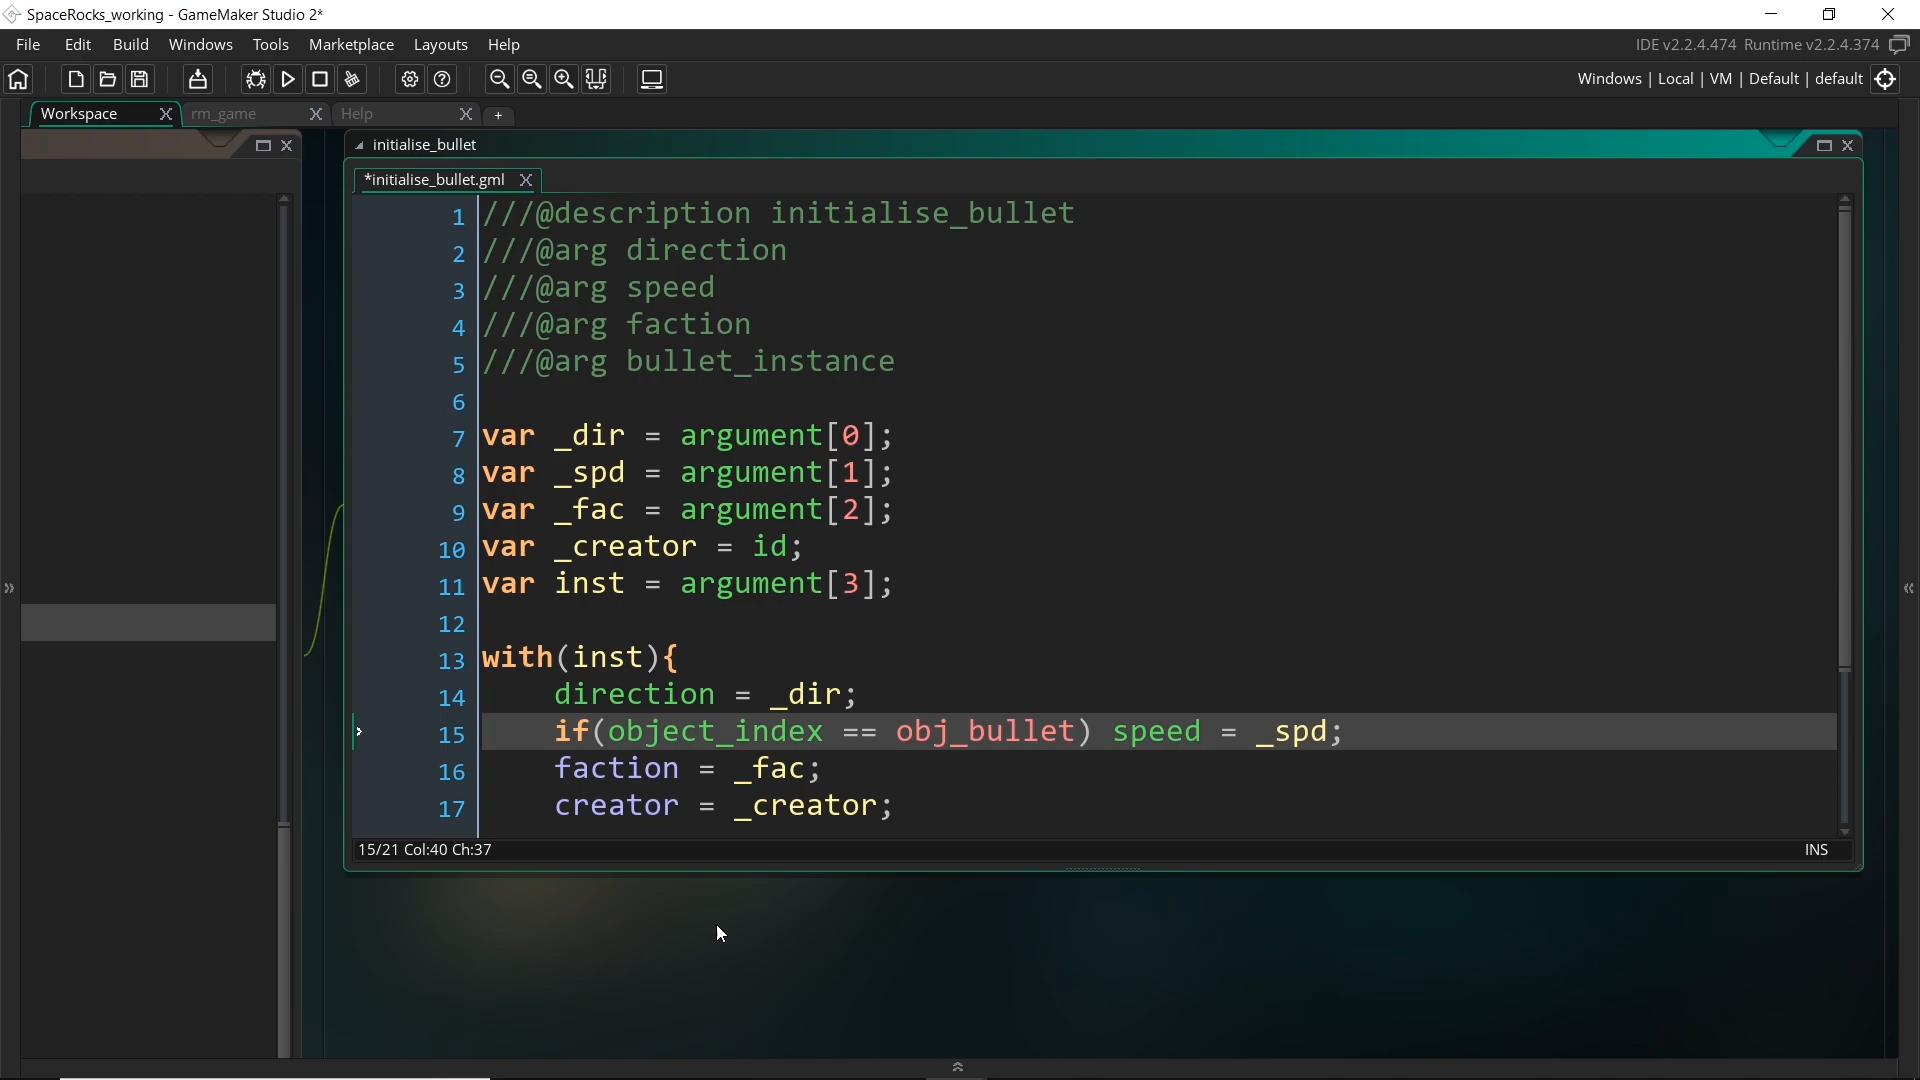 SpaceRocks_working - GameMaker Studio 2*
File Edit Build Windows Tools Marketplace Layouts Help
IDE v2.2.4.474 Runtime v2.2.4.374
Windows | Local | VM | Default | default
Workspace rm_game Help +
initialise_bullet
*initialise_bullet.gml
1 ///@description initialise_bullet
2 ///@arg direction
3 ///@arg speed
4 ///@arg faction
5 ///@arg bullet_instance
6
7 var _dir = argument[0];
8 var _spd = argument[1];
9 var _fac = argument[2];
10 var _creator = id;
11 var inst = argument[3];
12
13 with(inst){
14 direction = _dir;
15 if(object_index == obj_bullet) speed = _spd;
16 faction = _fac;
17 creator = _creator;
15/21 Col:40 Ch:37 INS